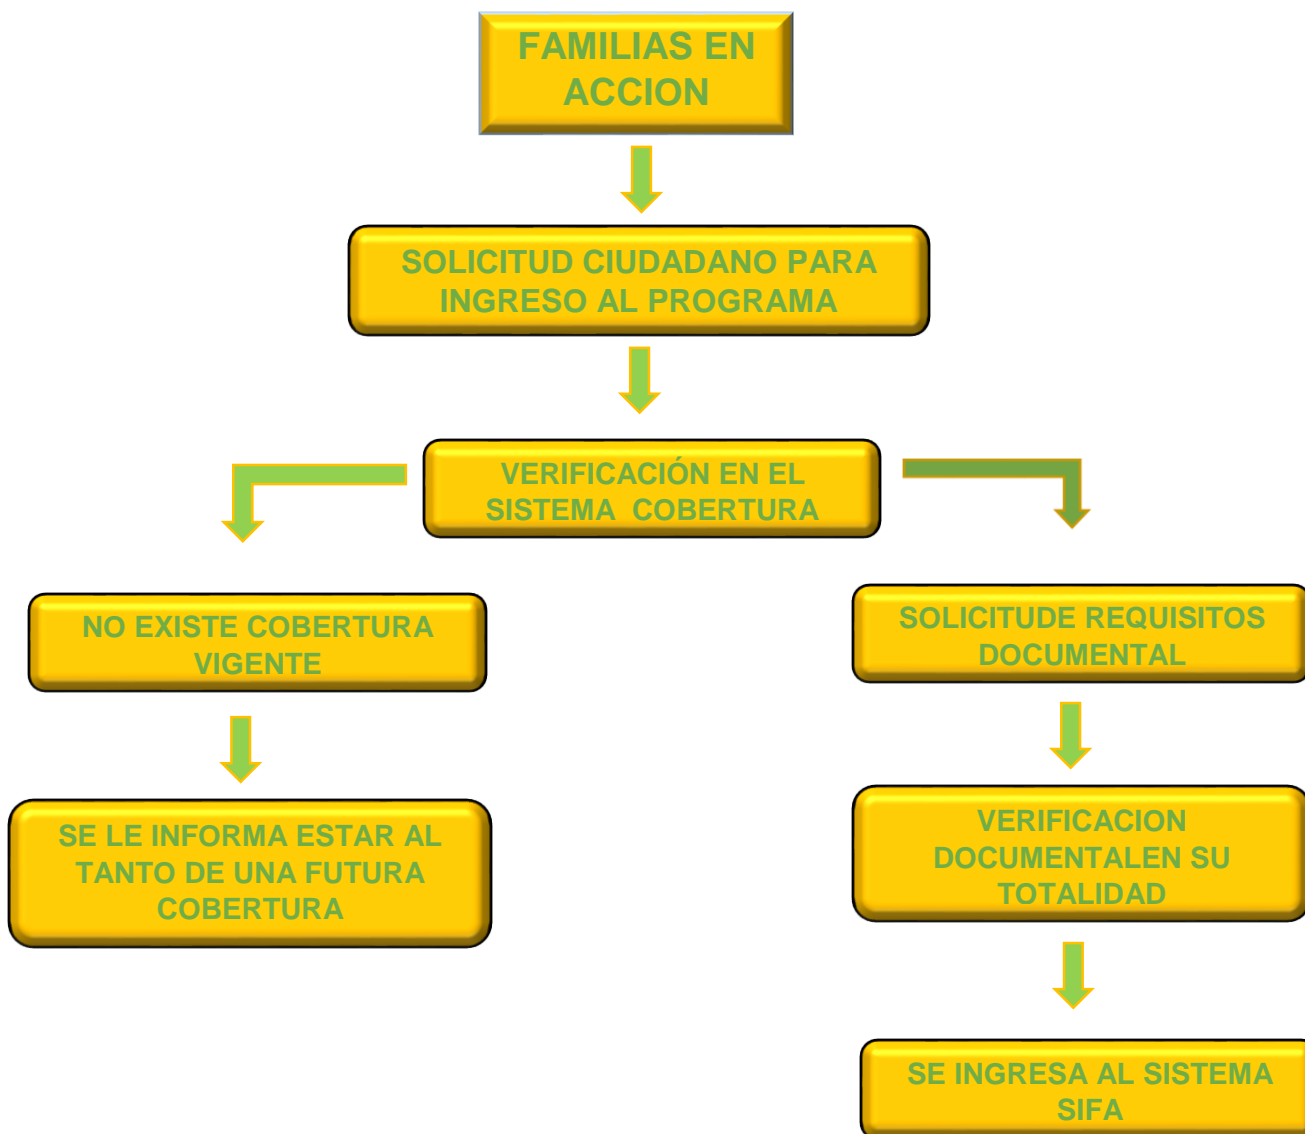 FAMILIAS EN
ACCION
SOLICITUD CIUDADANO PARA
INGRESO AL PROGRAMA
VERIFICACIÓN EN EL
SISTEMA  COBERTURA
NO EXISTE COBERTURA
VIGENTE
SE LE INFORMA ESTAR AL
TANTO DE UNA FUTURA
COBERTURA
SOLICITUDE REQUISITOS
DOCUMENTAL
VERIFICACION
DOCUMENTALEN SU
TOTALIDAD
SE INGRESA AL SISTEMA
SIFA